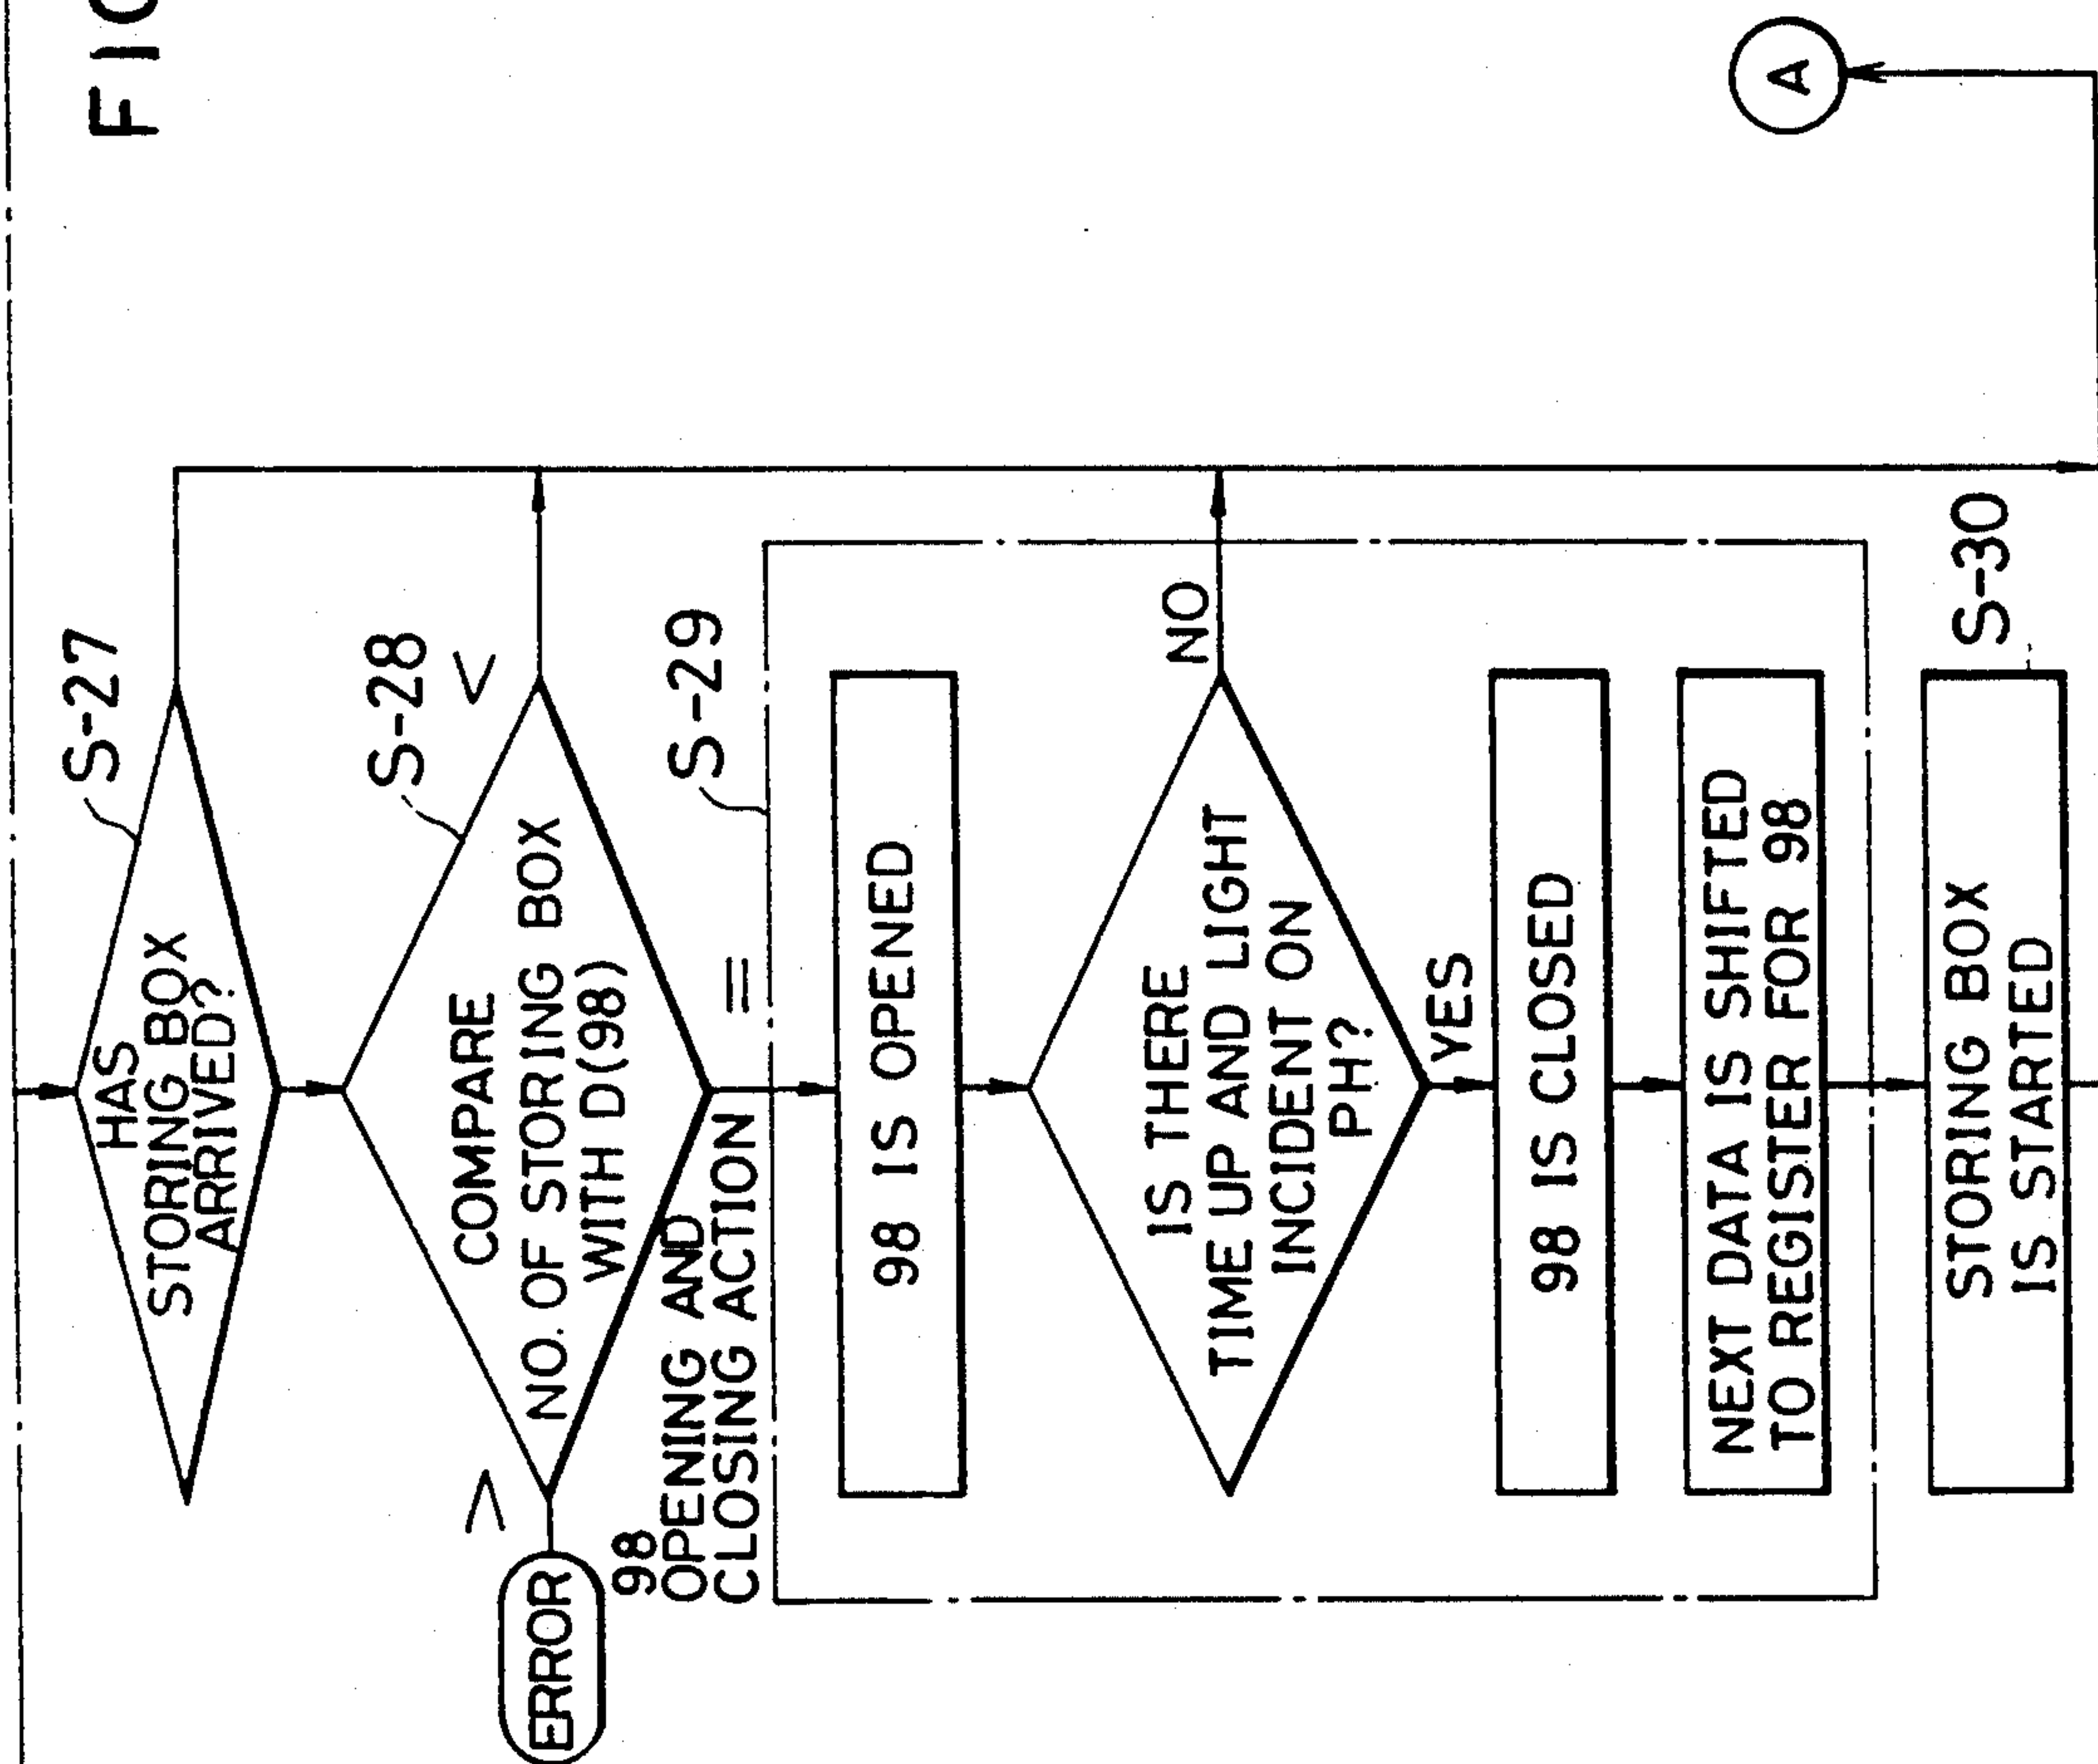 FIG
HAS
STORING BOX
ARRIVED?
S-27
S-28
COMPARE
NO. OF STORING BOX
WITH D(98)
>
<
ERROR
98
OPENING AND
CLOSING ACTION
=
S-29
98 IS OPENED
IS THERE
TIME UP AND LIGHT
INCIDENT ON
PH?
NO
YES
98 IS CLOSED
NEXT DATA IS SHIFTED
TO REGISTER FOR 98
STORING BOX
IS STARTED
S-30
A